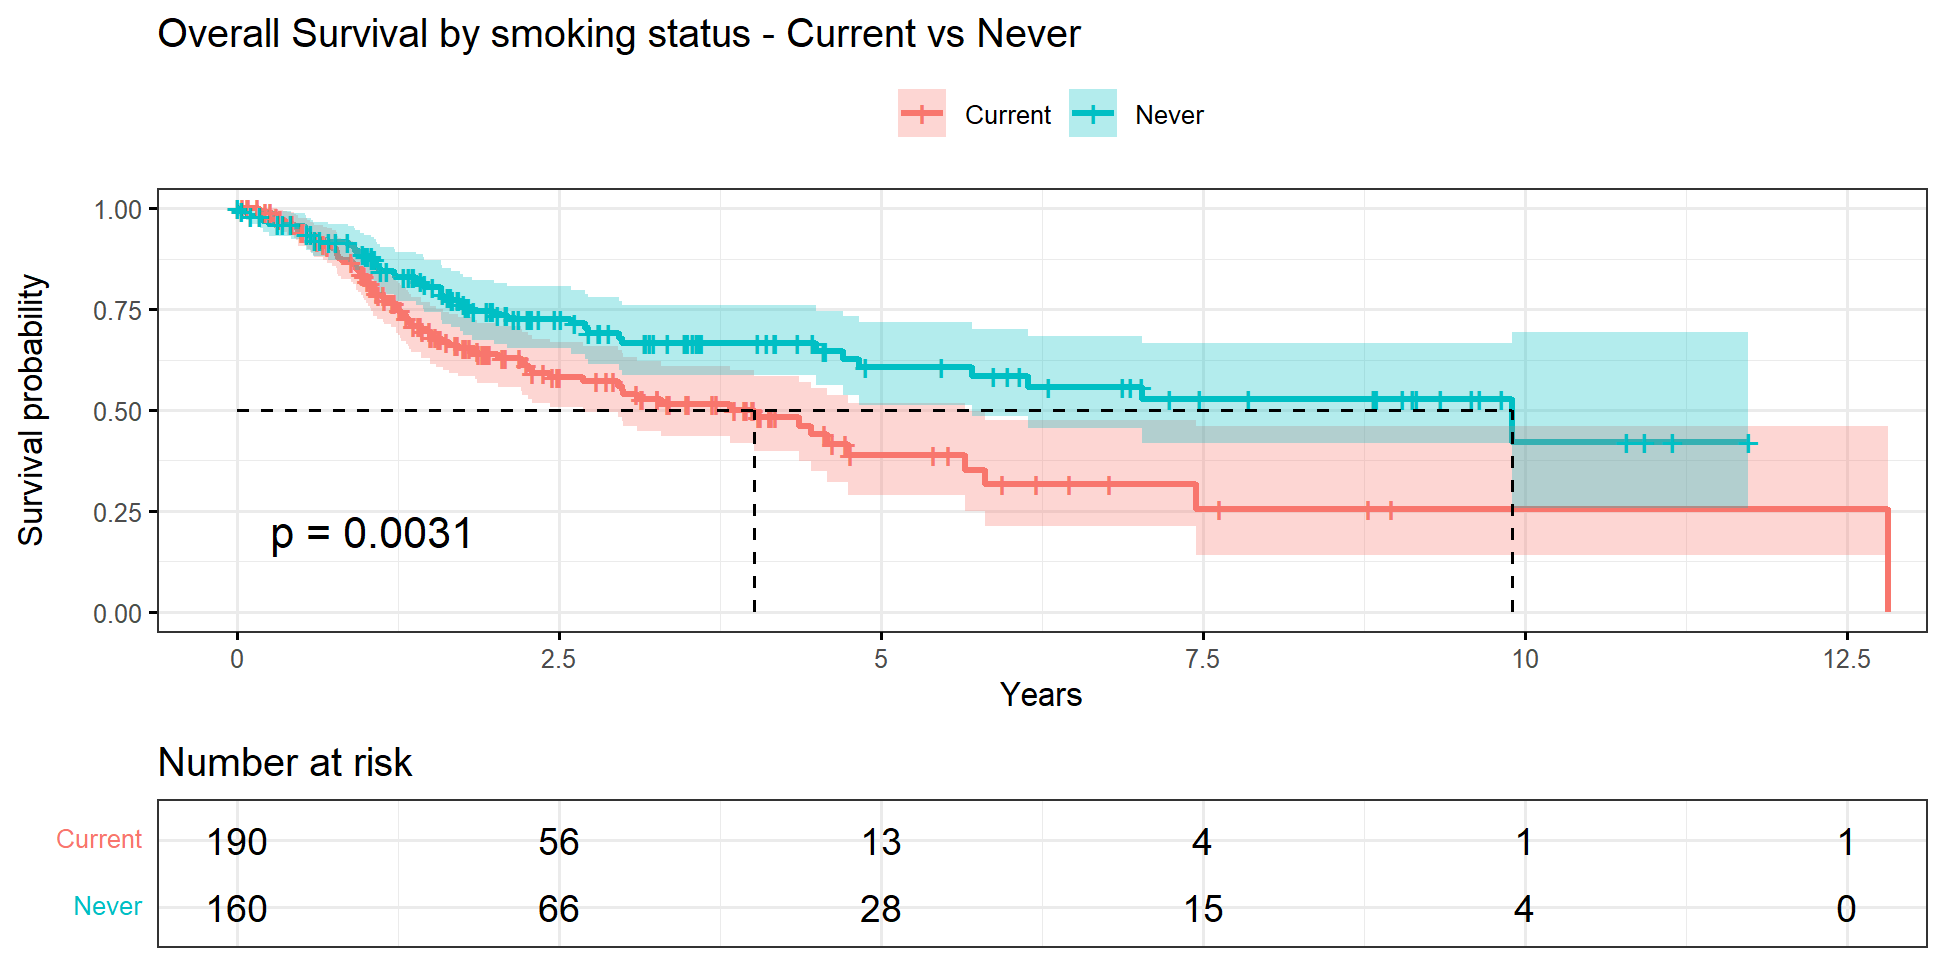 Overall Survival by smoking status - Current vs Never
Current Never
Survival probability
1.00
0.75
0.50
0.25
0.00
p = 0.0031
0 2.5 5 7.5 10 12.5
Years
Number at risk
Current 190 56 13 4 1 1
Never 160 66 28 15 4 0